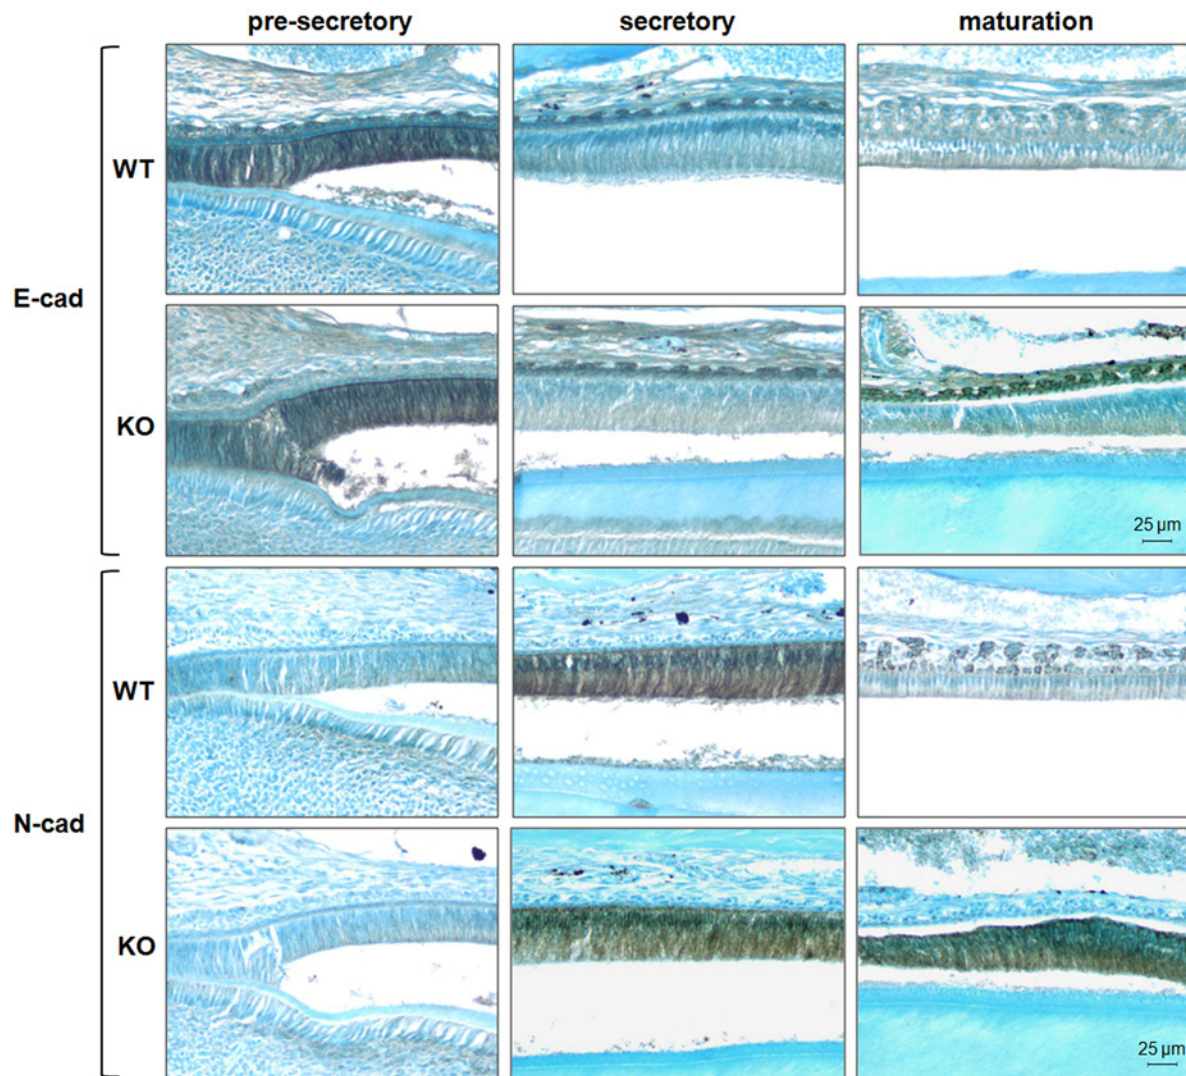 pre-secretory secretory maturation
WT
E-cad
KO
25 µm
WT
N-cad
KO
25 µm